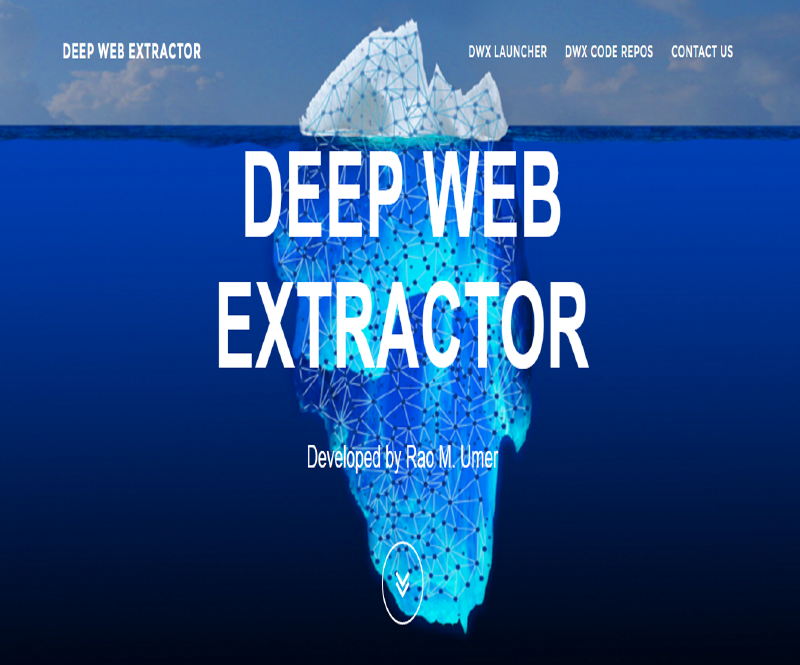 DEEP WEB EXTRACTOR
DWX LAUNCHER
DWX CODE REPOS
CONTACT US
DEEP WEB
EXTRACTOR
Developed by Rao M. Umer